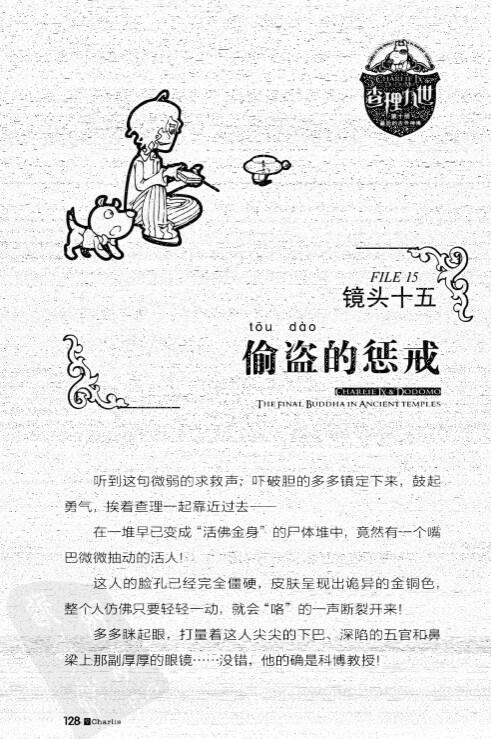 CHARLIE IX
查理九世
第十册
最后的古寺神佛
FILE 15
镜头十五
tōu dào
偷盗的惩戒
CHARLIE IX & DODOMO
THE FINAL BUDDHA IN ANCIENT TEMPLES
听到这句微弱的求救声，吓破胆的多多镇定下来，鼓起
勇气，挨着查理一起靠近过去——
在一堆早已变成“活佛金身”的尸体堆中，竟然有一个嘴
巴微微抽动的活人！
这人的脸孔已经完全僵硬，皮肤呈现出诡异的金铜色，
整个人仿佛只要轻轻一动，就会“咯”的一声断裂开来！
多多眯起眼，打量着这人尖尖的下巴、深陷的五官和鼻
梁上那副厚厚的眼镜……没错，他的确是科博教授！
128 Charlie